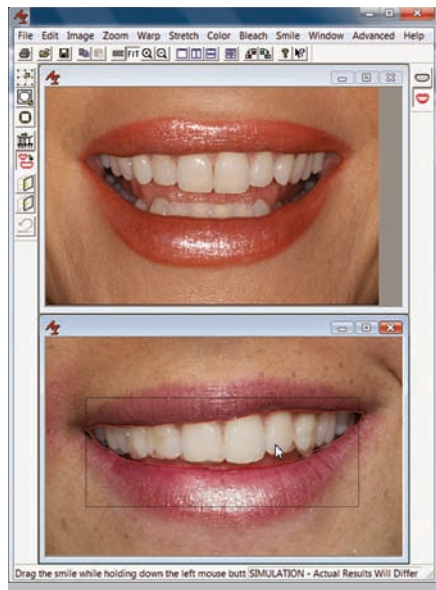 File Edit Image Zoom Warp Stretch Color Bleach Smile Window Advanced Help
FIT
Drag the smile while holding down the left mouse butt SIMULATION - Actual Results Will Differ